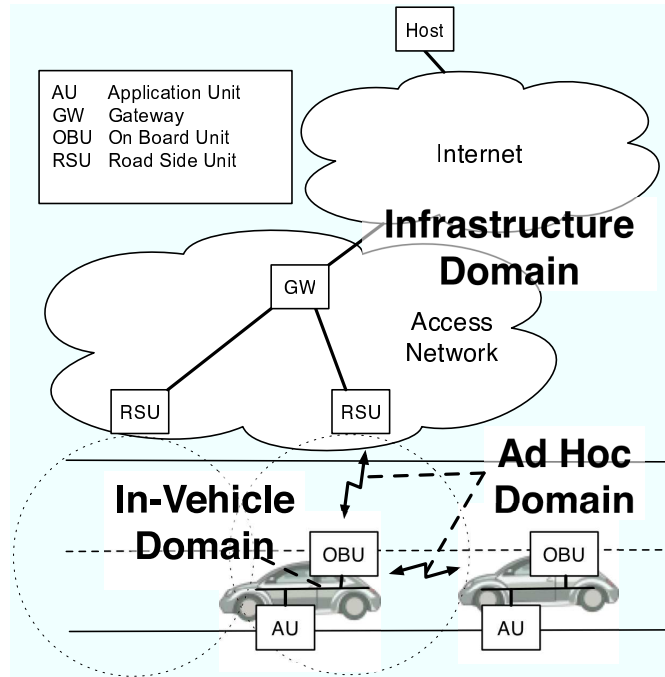 Host
AU Application Unit
GW Gateway
OBU On Board Unit
RSU Road Side Unit
Internet
Infrastructure
Domain
GW
Access
Network
RSU
RSU
Ad Hoc
Domain
In-Vehicle
Domain
OBU
OBU
AU
AU